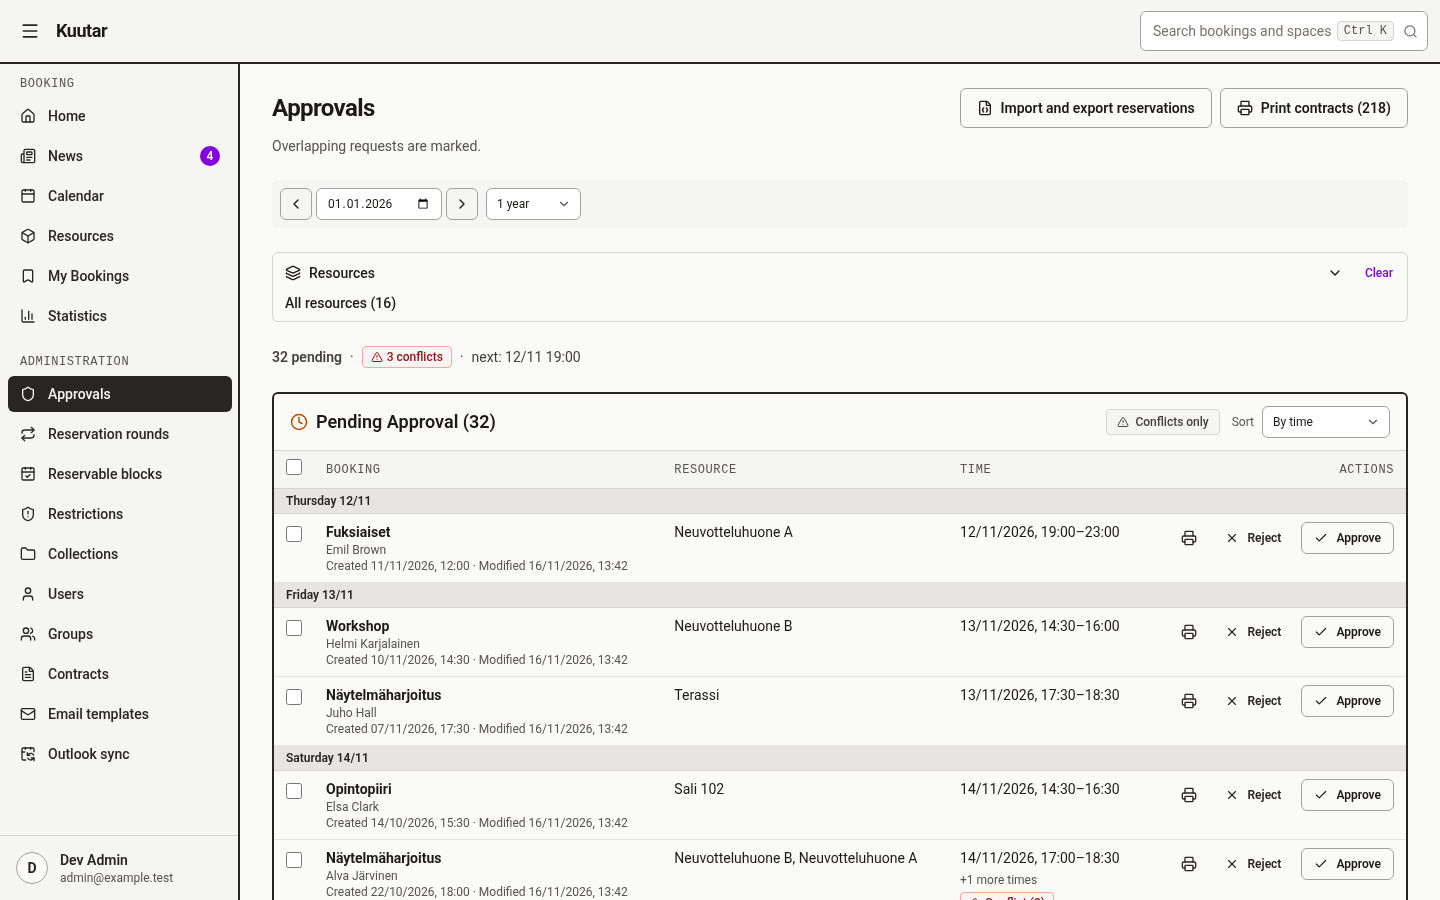 Kuutar
Search bookings and spaces Ctrl K
BOOKING
Home
News 4
Calendar
Resources
My Bookings
Statistics
ADMINISTRATION
Approvals
Reservation rounds
Reservable blocks
Restrictions
Collections
Users
Groups
Contracts
Email templates
Outlook sync
D
Dev Admin
admin@example.test
Approvals
Import and export reservations
Print contracts (218)
Overlapping requests are marked.
01.01.2026
1 year
Resources
Clear
All resources (16)
32 pending · 3 conflicts · next: 12/11 19:00
Pending Approval (32)
Conflicts only
Sort
By time
BOOKING RESOURCE TIME ACTIONS
Thursday 12/11
Fuksiaiset Neuvotteluhuone A 12/11/2026, 19:00–23:00 Reject Approve
Emil Brown
Created 11/11/2026, 12:00 · Modified 16/11/2026, 13:42
Friday 13/11
Workshop Neuvotteluhuone B 13/11/2026, 14:30–16:00 Reject Approve
Helmi Karjalainen
Created 10/11/2026, 14:30 · Modified 16/11/2026, 13:42
Näytelmäharjoitus Terassi 13/11/2026, 17:30–18:30 Reject Approve
Juho Hall
Created 07/11/2026, 17:30 · Modified 16/11/2026, 13:42
Saturday 14/11
Opintopiiri Sali 102 14/11/2026, 14:30–16:30 Reject Approve
Elsa Clark
Created 14/10/2026, 15:30 · Modified 16/11/2026, 13:42
Näytelmäharjoitus Neuvotteluhuone B, Neuvotteluhuone A 14/11/2026, 17:00–18:30 Reject Approve
Alva Järvinen
+1 more times
Created 22/10/2026, 18:00 · Modified 16/11/2026, 13:42